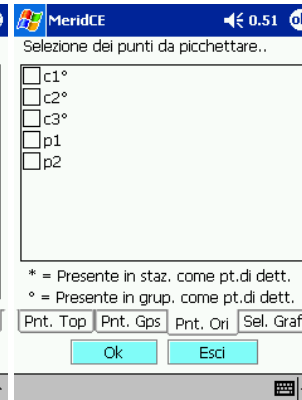 MeridCE 0.51
Selezione dei punti da picchettare..
c1°
c2°
c3°
p1
p2
* = Presente in staz. come pt.di dett.
° = Presente in grup. come pt.di dett.
Pnt. Top Pnt. Gps Pnt. Ori Sel. Graf
Ok Esci